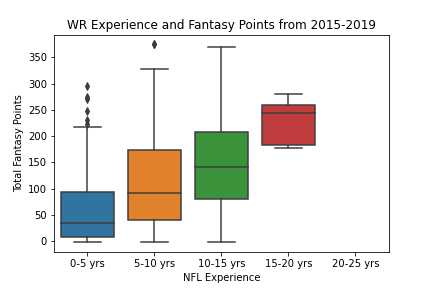 WR Experience and Fantasy Points from 2015-2019
Total Fantasy Points
350
300
250
200
150
100
50
0
0-5 yrs 5-10 yrs 10-15 yrs 15-20 yrs 20-25 yrs
NFL Experience